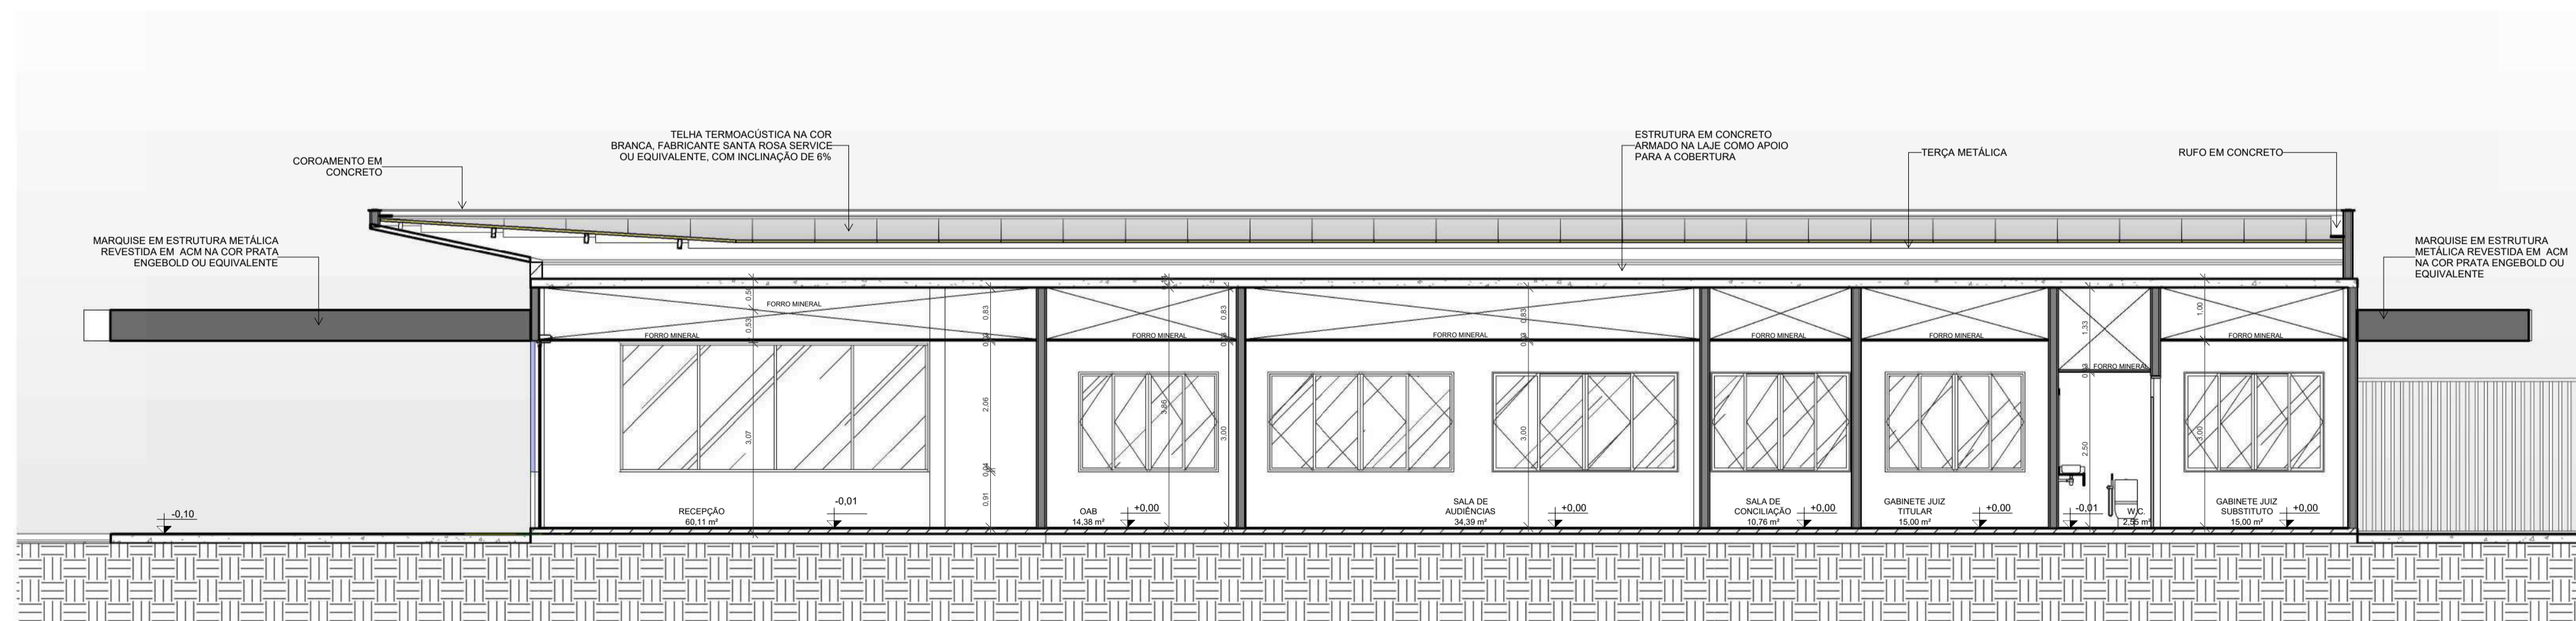 TELHA TERMOACÚSTICA NA COR
BRANCA, FABRICANTE SANTA ROSA SERVICE
OU EQUIVALENTE, COM INCLINAÇÃO DE 6%
ESTRUTURA EM CONCRETO
ARMADO NA LAJE COMO APOIO
PARA A COBERTURA
COROAMENTO EM
CONCRETO
TERÇA METÁLICA
RUFO EM CONCRETO
MARQUISE EM ESTRUTURA METÁLICA
REVESTIDA EM ACM NA COR PRATA
ENGEBOLD OU EQUIVALENTE
MARQUISE EM ESTRUTURA
METÁLICA REVESTIDA EM ACM
NA COR PRATA ENGEBOLD OU
EQUIVALENTE
FORRO MINERAL
0,53
0,83
0,83
0,83
1,33
1,00
FORRO MINERAL
FORRO MINERAL
FORRO MINERAL
FORRO MINERAL
FORRO MINERAL
FORRO MINERAL
FORRO MINERAL
3,07
2,06
0,04
0,91
3,00
3,00
2,50
3,00
-0,10
RECEPÇÃO
60,11 m²
-0,01
OAB
14,38 m²
+0,00
SALA DE
AUDIÊNCIAS
34,39 m²
+0,00
SALA DE
CONCILIAÇÃO
10,76 m²
+0,00
GABINETE JUIZ
TITULAR
15,00 m²
+0,00
-0,01
W.C.
2,55 m²
GABINETE JUIZ
SUBSTITUTO
15,00 m²
+0,00